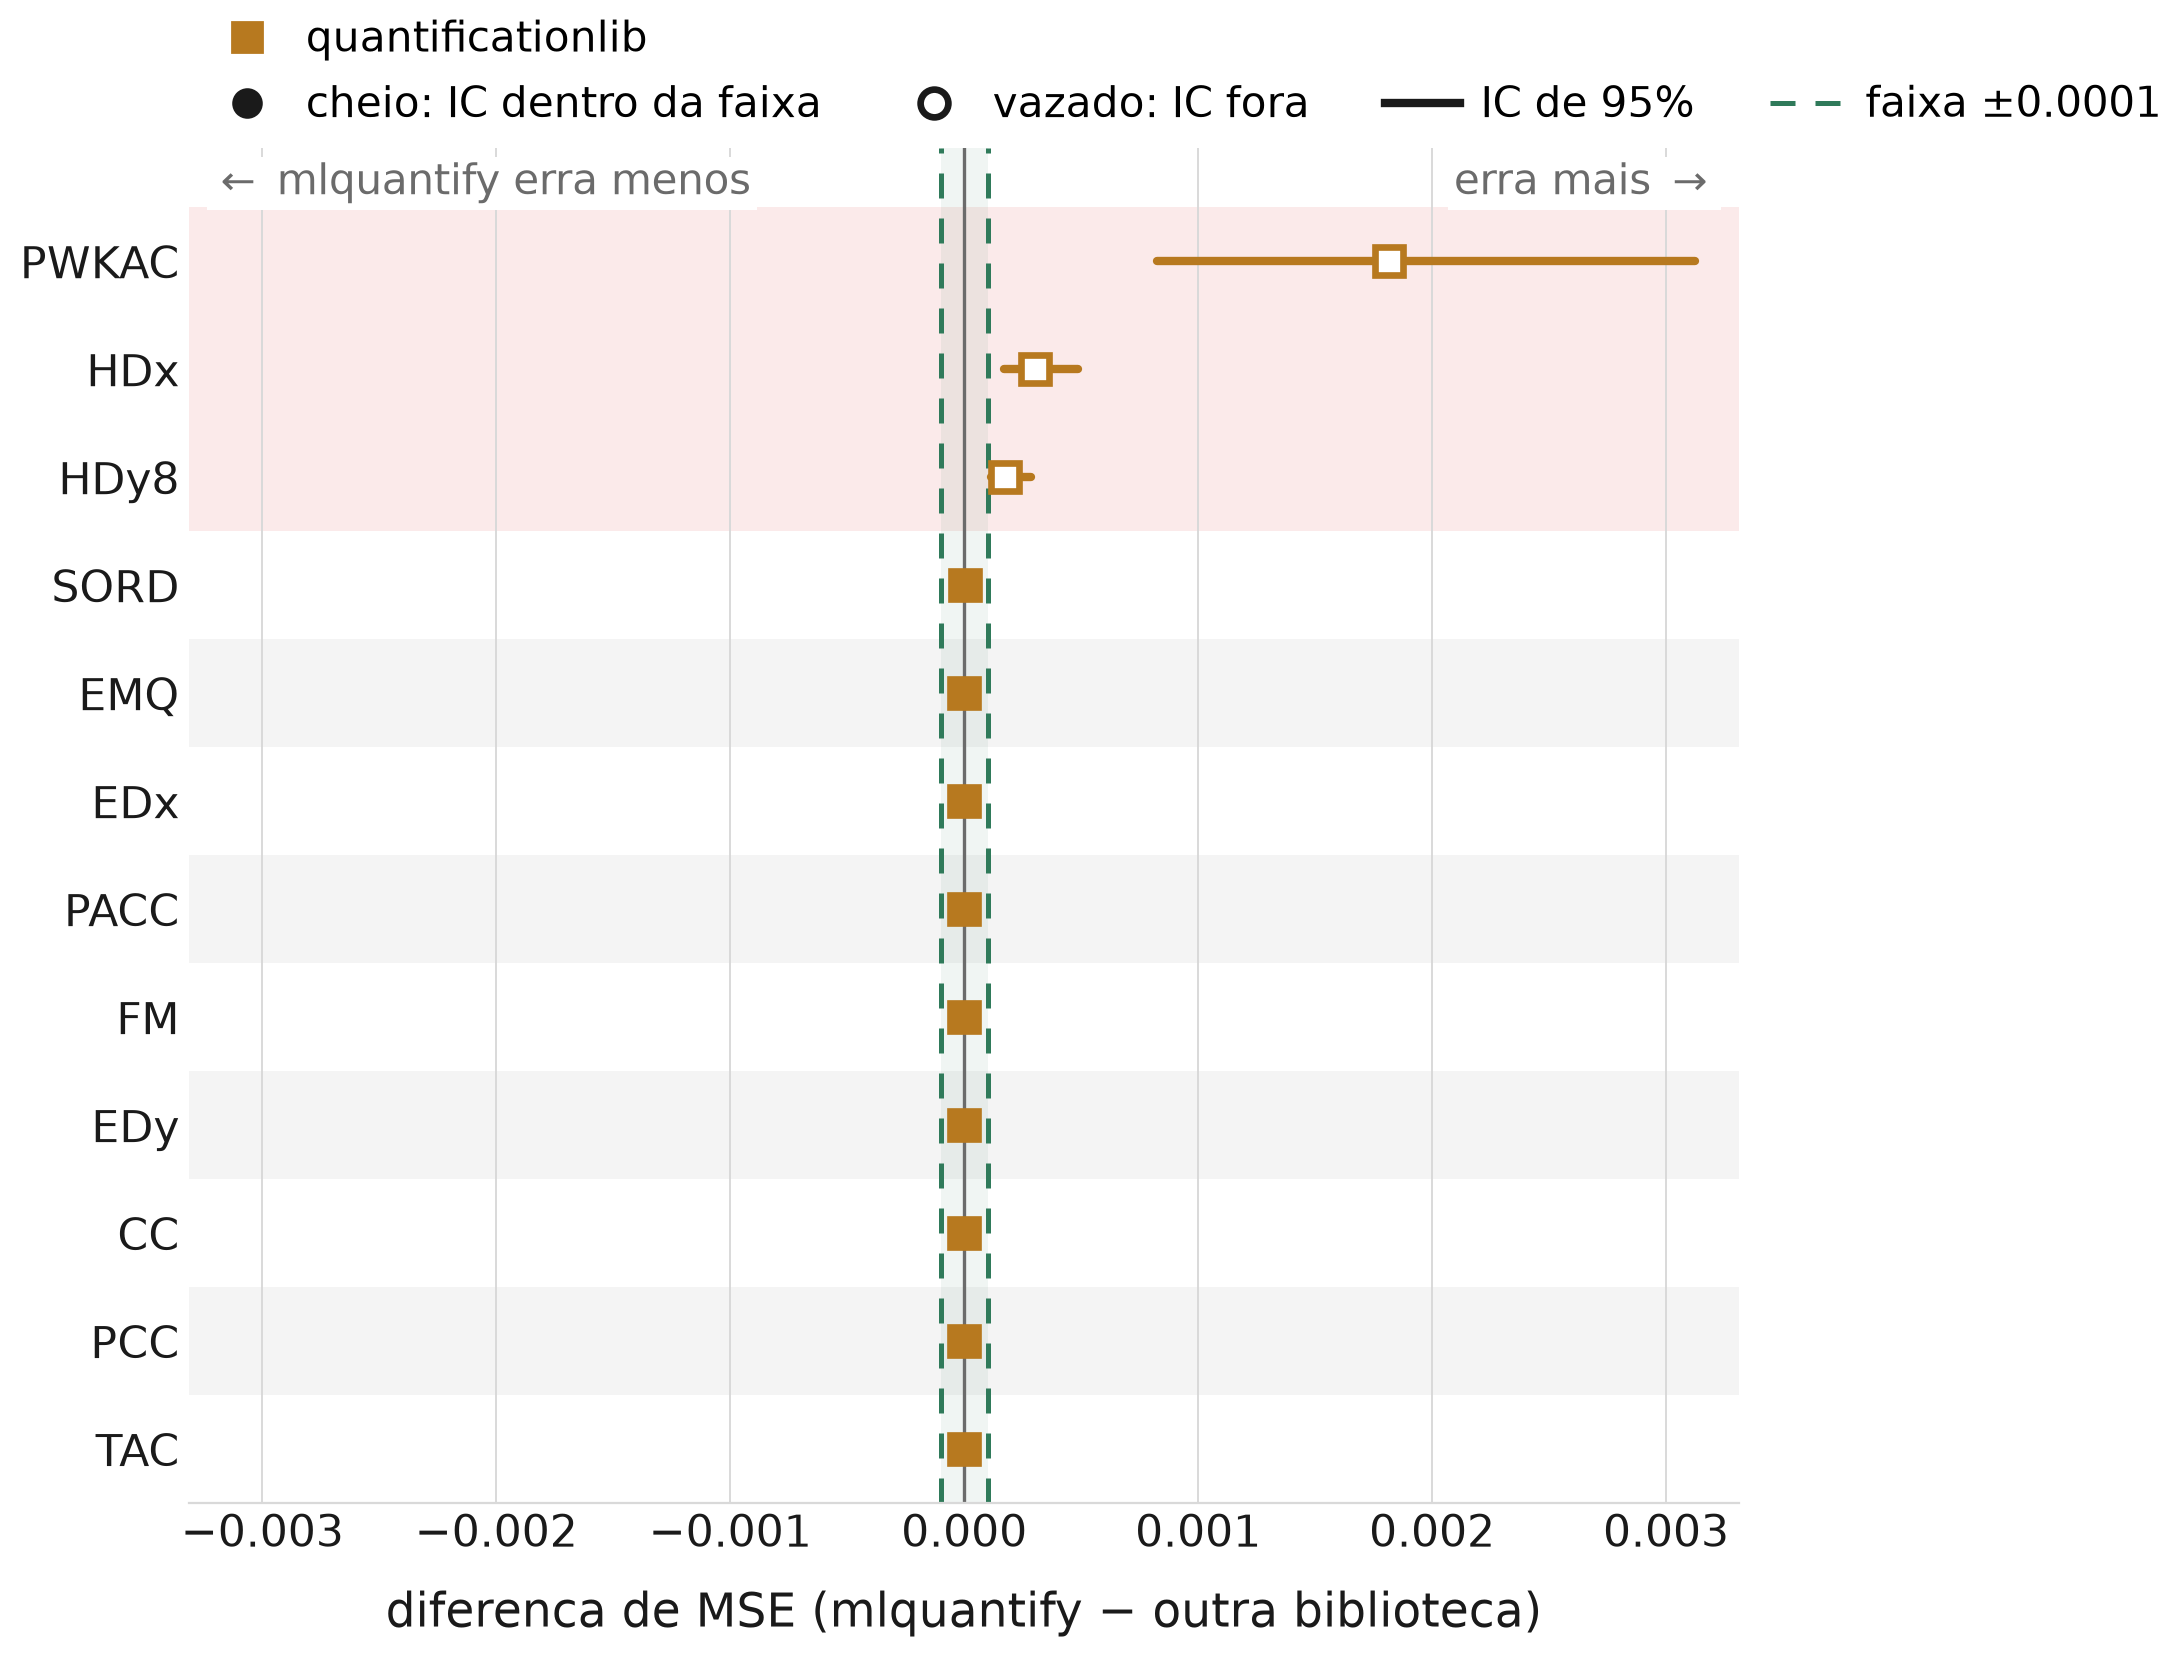 quantificationlib
cheio: IC dentro da faixa
vazado: IC fora
IC de 95%
faixa ±0.0001
← mlquantify erra menos
erra mais →
PWKAC
HDx
HDy8
SORD
EMQ
EDx
PACC
FM
EDy
CC
PCC
TAC
−0.003
−0.002
−0.001
0.0000
0.001
0.002
0.003
diferenca de MSE (mlquantify − outra biblioteca)